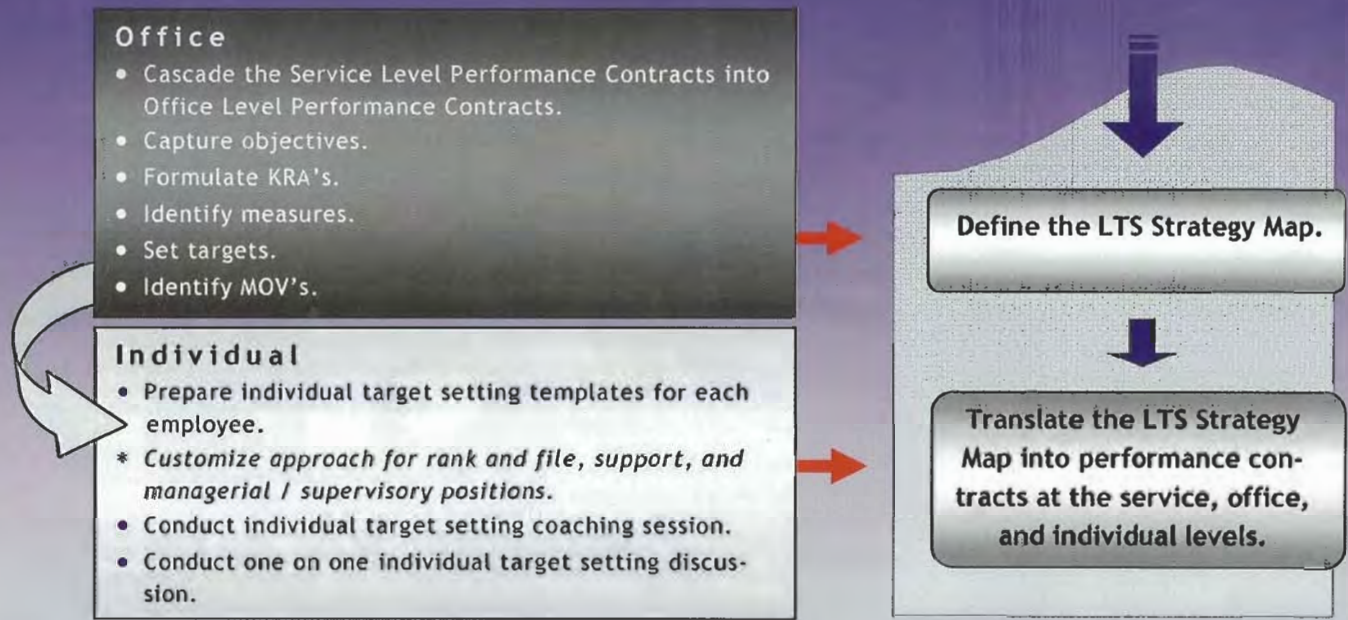 Office
• Cascade the Service Level Performance Contracts into
Office Level Performance Contracts.
• Capture objectives.
• Formulate KRA's.
• Identify measures.
• Set targets.
• Identify MOV's.
Individual
• Prepare individual target setting templates for each
employee.
* Customize approach for rank and file, support, and
managerial / supervisory positions.
• Conduct individual target setting coaching session.
• Conduct one on one individual target setting discus-
sion.
Define the LTS Strategy Map.
Translate the LTS Strategy
Map into performance con-
tracts at the service, office,
and individual levels.